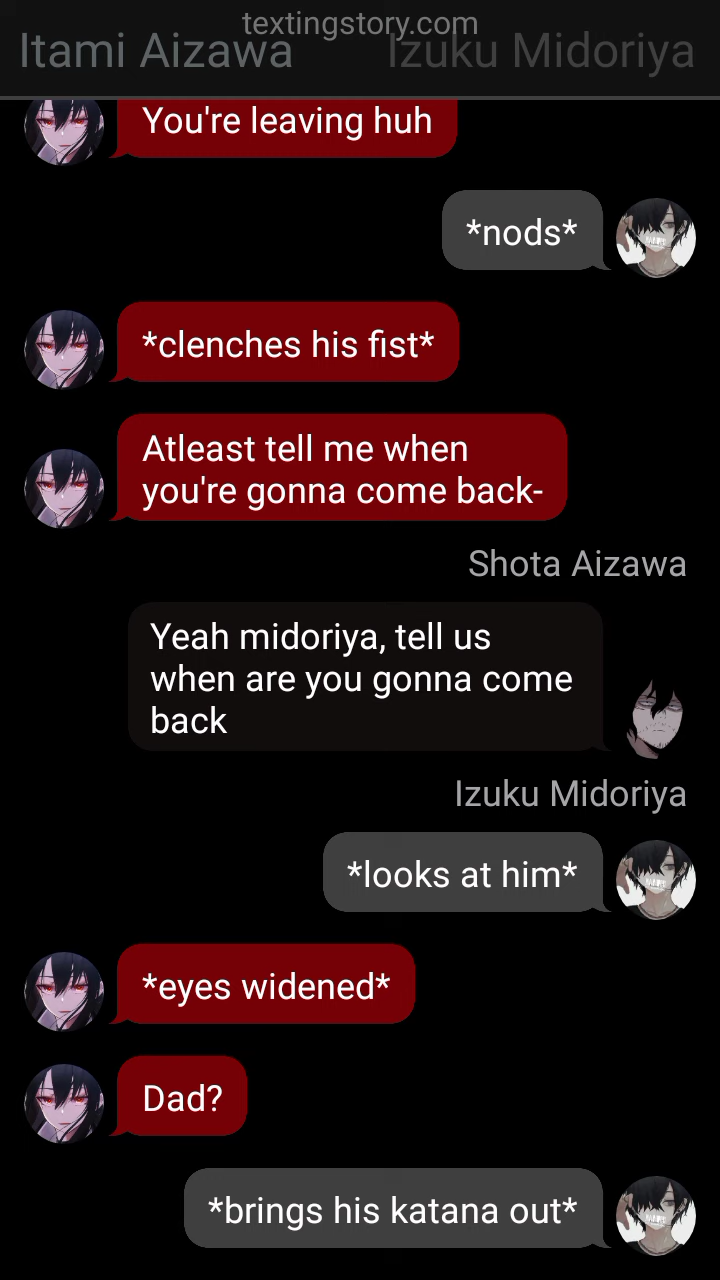 textingstory.com
Itami Aizawa
Izuku Midoriya
You're leaving huh
*nods*
*clenches his fist*
Atleast tell me when
you're gonna come back-
Shota Aizawa
Yeah midoriya, tell us
when are you gonna come
back
Izuku Midoriya
*looks at him*
*eyes widened*
Dad?
*brings his katana out*